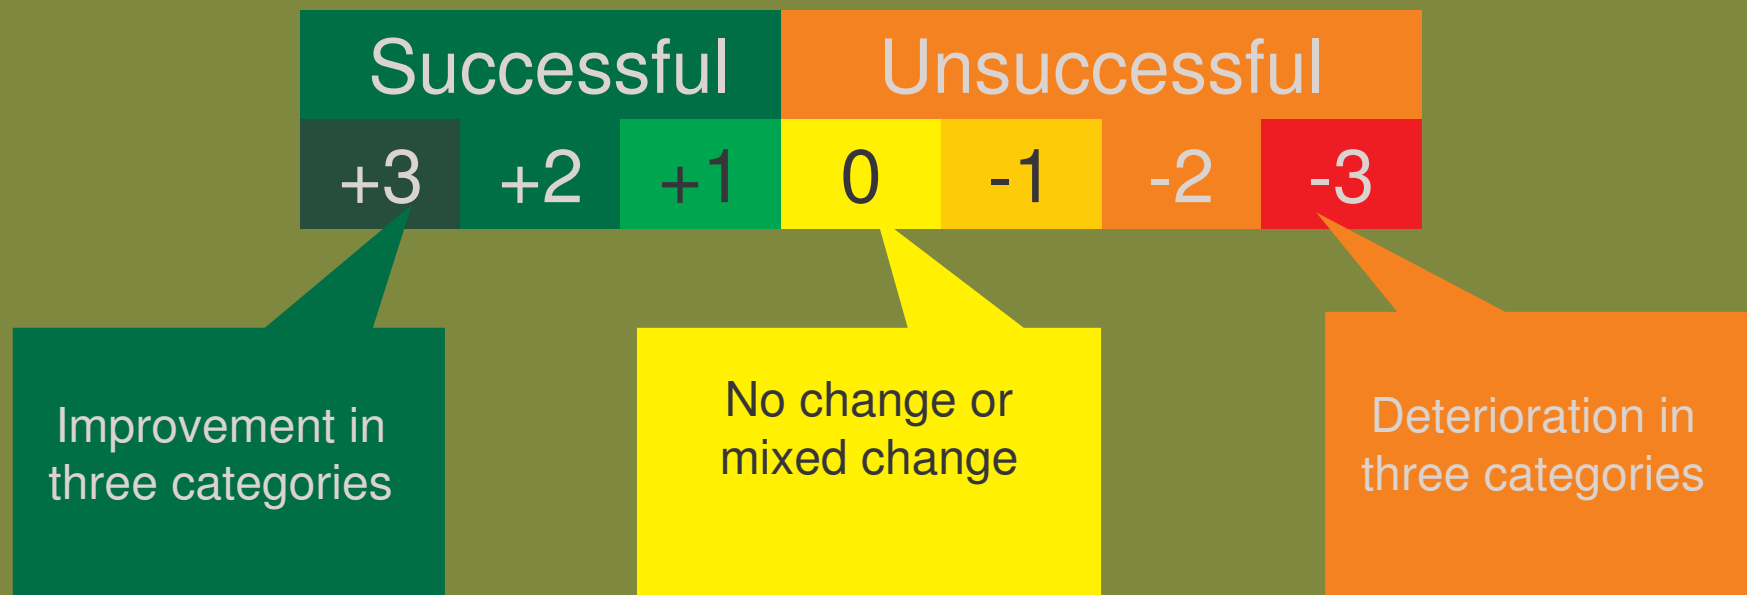 Successful Unsuccessful
+3 +2 +1 0 -1 -2 -3
Improvement in
three categories
No change or
mixed change
Deterioration in
three categories